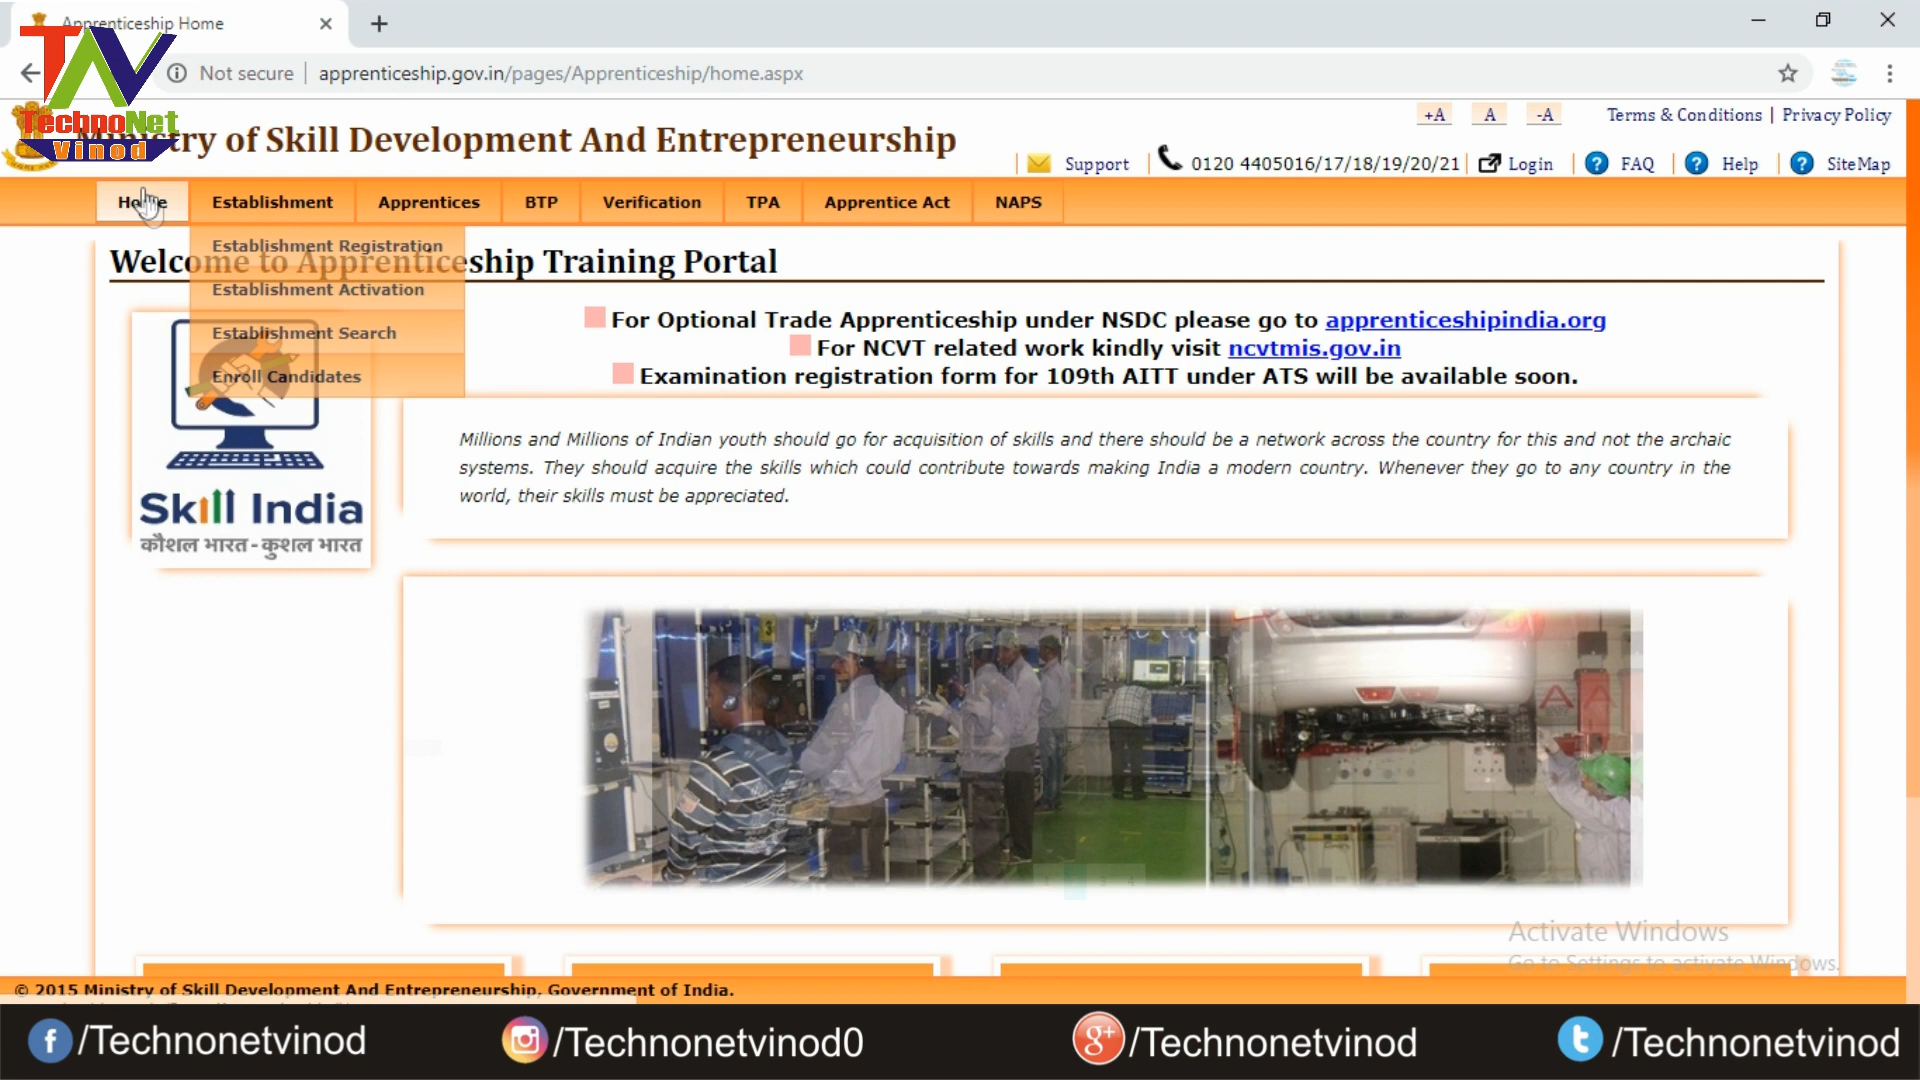 Apprenticeship Home
Not secure
apprenticeship.gov.in/pages/Apprenticeship/home.aspx
TechnoNet
Vinod
Ministry of Skill Development And Entrepreneurship
+A A -A
Terms & Conditions | Privacy Policy
Support
0120 4405016/17/18/19/20/21
Login
FAQ
Help
SiteMap
Home Establishment Apprentices BTP Verification TPA Apprentice Act NAPS
Establishment Registration
Establishment Activation
Establishment Search
Enroll Candidates
Welcome to Apprenticeship Training Portal
For Optional Trade Apprenticeship under NSDC please go to apprenticeshipindia.org
For NCVT related work kindly visit ncvtmis.gov.in
Examination registration form for 109th AITT under ATS will be available soon.
Skill India
कौशल भारत - कुशल भारत
Millions and Millions of Indian youth should go for acquisition of skills and there should be a network across the country for this and not the archaic
systems. They should acquire the skills which could contribute towards making India a modern country. Whenever they go to any country in the
world, their skills must be appreciated.
Activate Windows
Go to Settings to activate Windows.
© 2015 Ministry of Skill Development And Entrepreneurship, Government of India.
/Technonetvinod
/Technonetvinod0
/Technonetvinod
/Technonetvinod